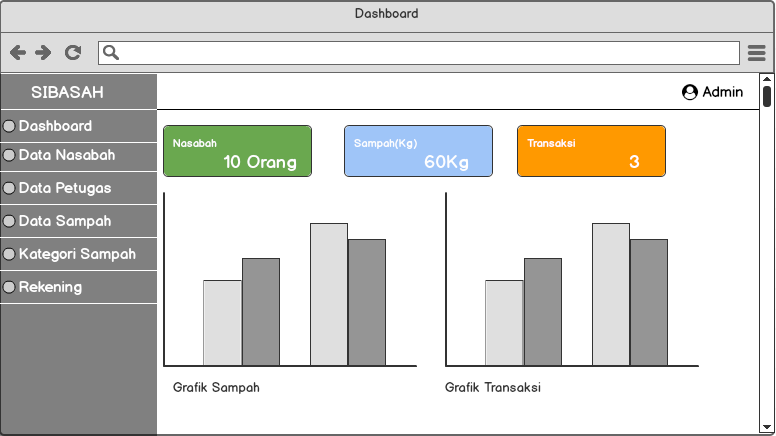 Dashboard
SIBASAH
Admin
Dashboard
Data Nasabah
Data Petugas
Data Sampah
Kategori Sampah
Rekening
Nasabah
10 Orang
Sampah(Kg)
60Kg
Transaksi
3
Grafik Sampah
Grafik Transaksi